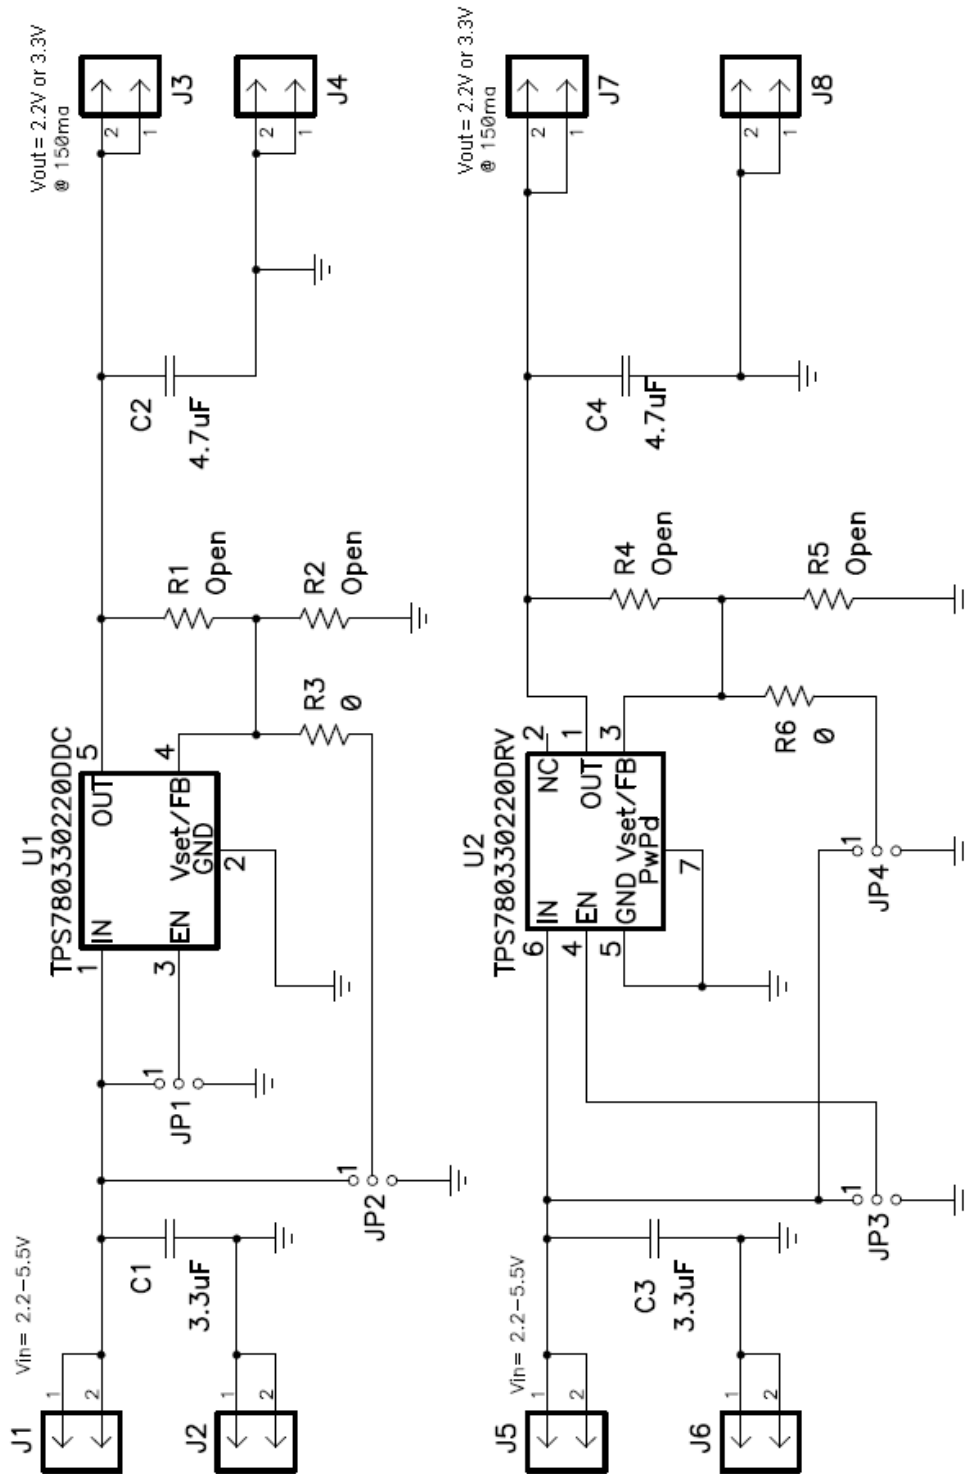 Vin= 2.2-5.5V
J1
1
2
J2
1
2
C1
3.3uF
JP2
1
JP1
1
U1
TPS780330220DDC
1
IN
OUT
5
3
EN
Vset/FB
4
GND
2
R1
Open
R2
Open
R3
0
C2
4.7uF
Vout= 2.2V or 3.3V
@ 150ma
2
1
J3
2
1
J4
Vin= 2.2-5.5V
J5
1
2
J6
1
2
C3
3.3uF
JP3
1
JP4
1
U2
TPS780330220DRV
6
IN
NC
2
4
EN
OUT
1
5
GND
Vset/FB
3
PwPd
7
R4
Open
R5
Open
R6
0
C4
4.7uF
Vout= 2.2V or 3.3V
@ 150ma
2
1
J7
2
1
J8